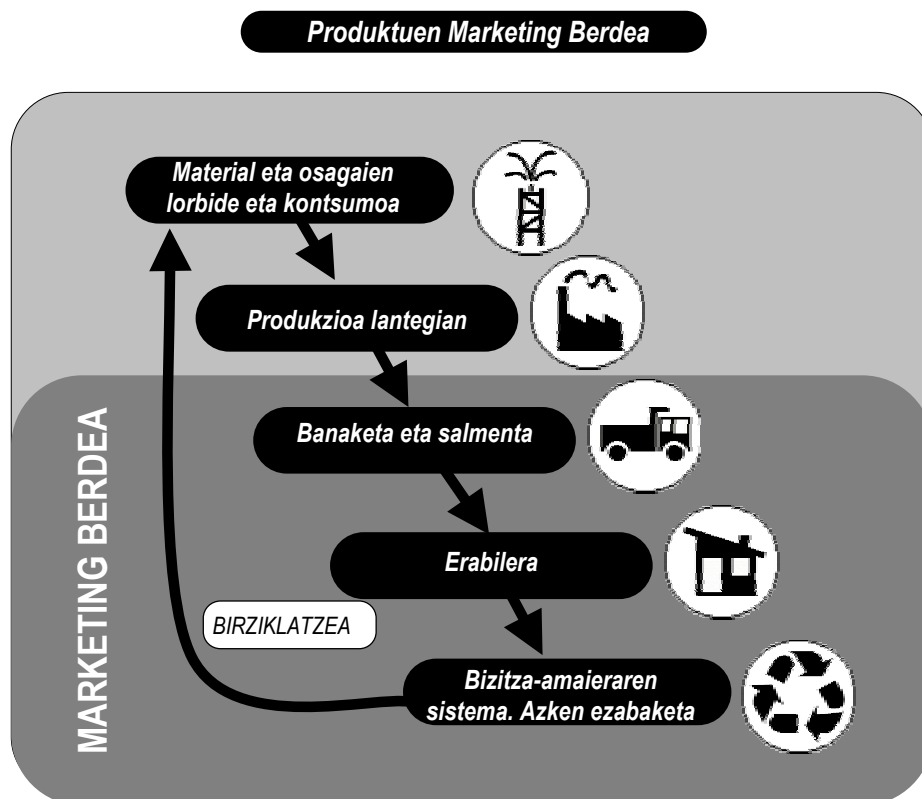 Produktuen Marketing Berdea
Material eta osagaien
lorbide eta kontsumoa
Produkzioa lantegian
Banaketa eta salmenta
Erabilera
BIRZIKLATZEA
Bizitza-amaieraren
sistema. Azken ezabaketa
MARKETING BERDEA